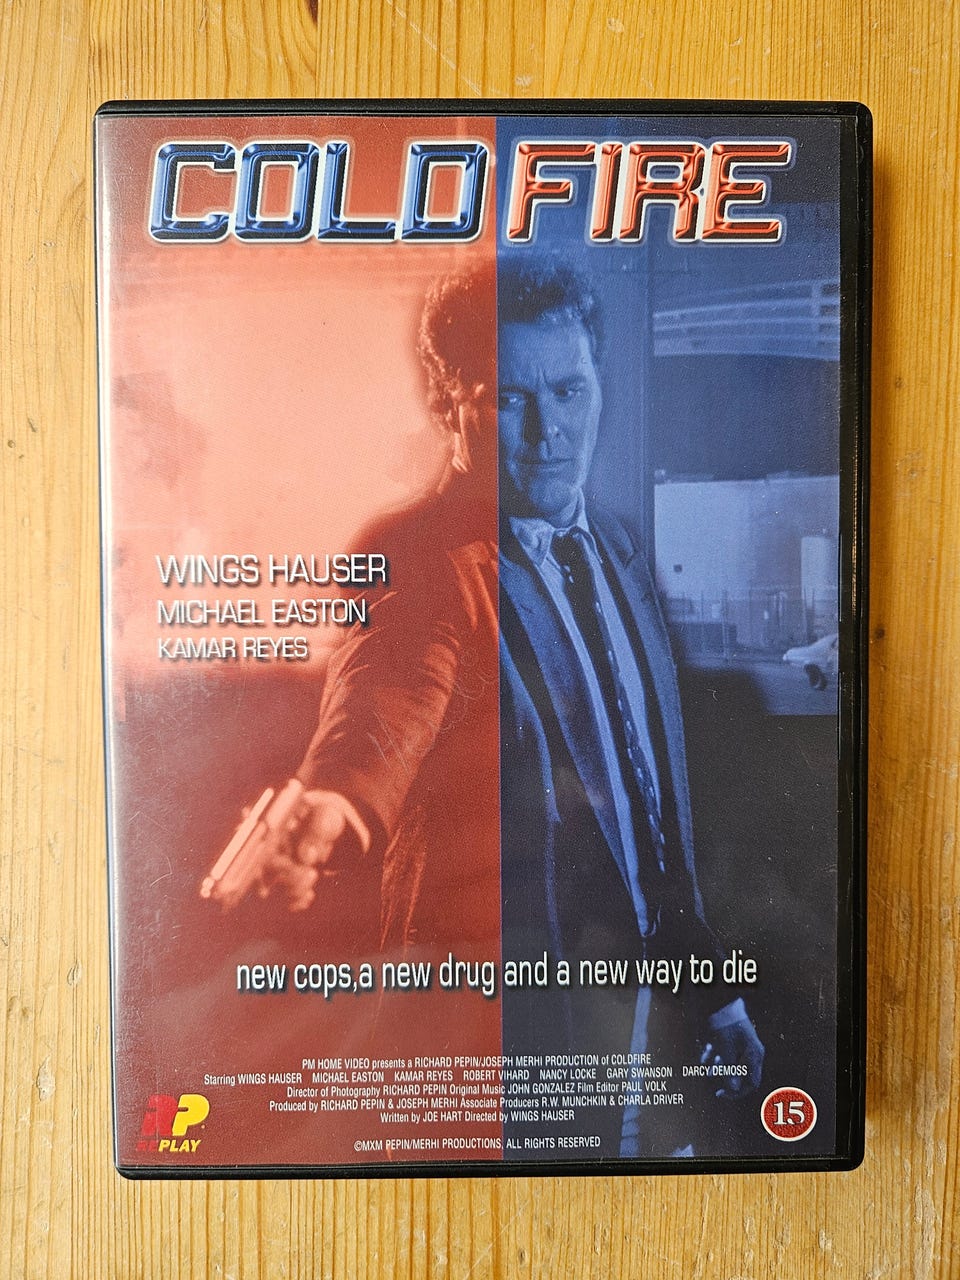 COLD FIRE
WINGS HAUSER
MICHAEL EASTON
KAMAR REYES
new cops,a new drug and a new way to die
PM HOME VIDEO presents a RICHARD PEPIN/JOSEPH MERHI PRODUCTION of COLDFIRE
Starring WINGS HAUSER MICHAEL EASTON KAMAR REYES ROBERT VIHARD NANCY LOCKE GARY SWANSON DARCY DEMOSS
Director of Photography RICHARD PEPIN Original Music JOHN GONZALEZ Film Editor PAUL VOLK
Produced by RICHARD PEPIN & JOSEPH MERHI Associate Producers R.W. MUNCHKIN & CHARLA DRIVER
Written by JOE HART Directed by WINGS HAUSER
©MXM PEPIN/MERHI PRODUCTIONS, ALL RIGHTS RESERVED
RP
REPLAY
15